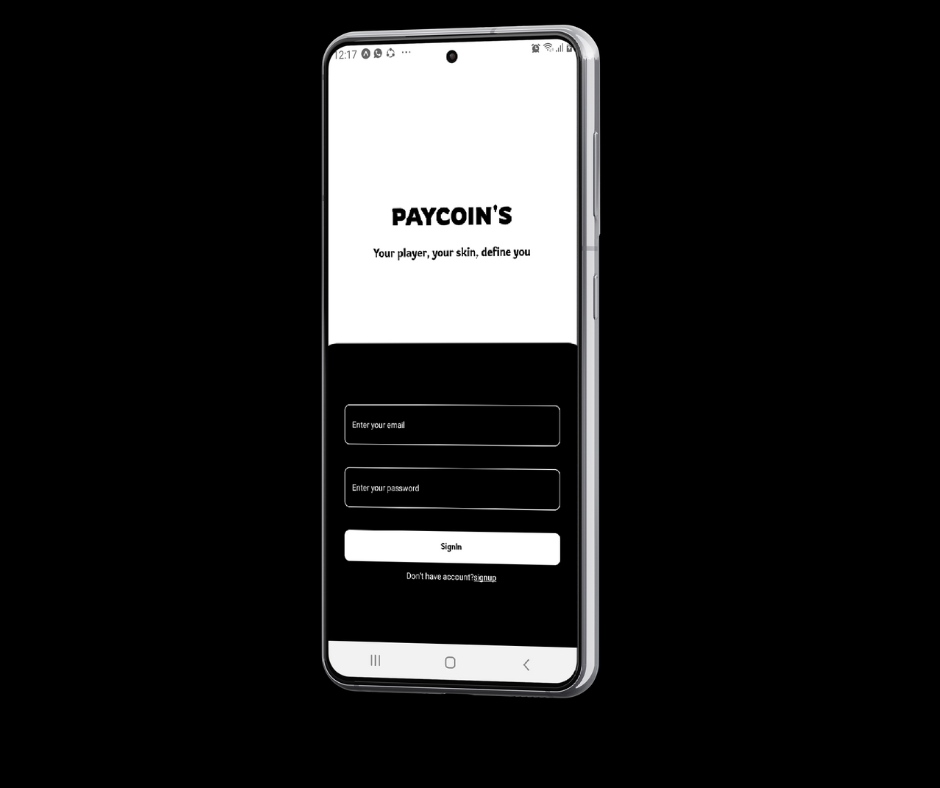 12:17
PAYCOIN'S
Your player, your skin, define you
Enter your email
Enter your password
SignIn
Don't have account?signup